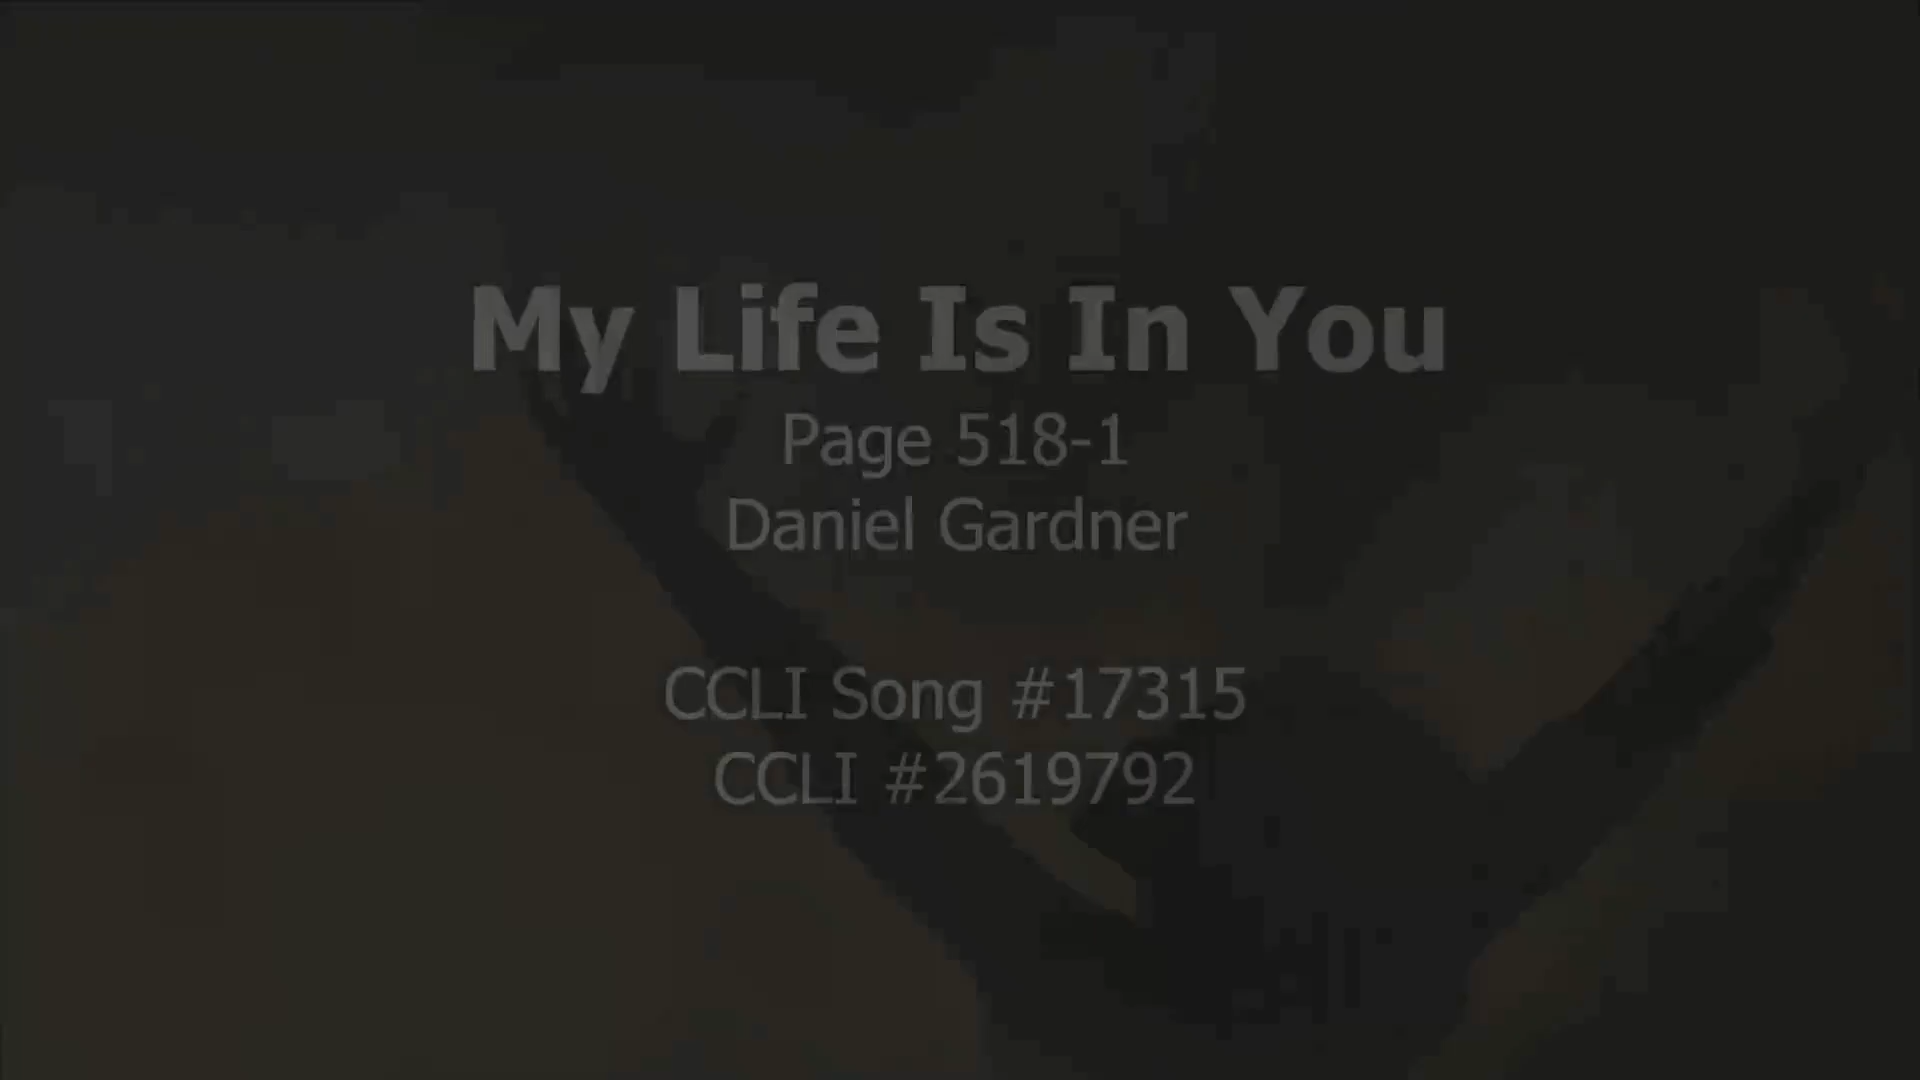 My Life Is In You
Page 518-1
Daniel Gardner
CCLI Song #17315
CCLI #2619792